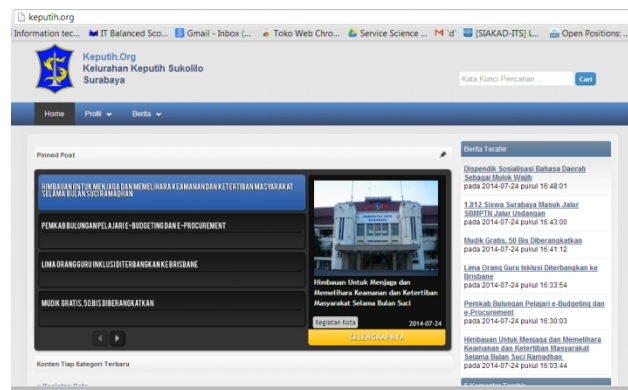 keputih.org
Information tec...
IT Balanced Sco...
Gmail - Inbox (...
Toko Web Chro...
Service Science ...
'd'
[SIAKAD-ITS] L...
Open Positions: ..
Keputih.Org
Kelurahan Keputih Sukolilo
Surabaya
Kata Kunci Pencarian ...
Cari
Home
Profil
Berita
Pinned Post
HIMBAUAN UNTUK MENJAGA DAN MEMELIHARA KEAMANAN DAN KETERTIBAN MASYARAKAT
SELAMA BULAN SUCI RAMADHAN
PEMKAB BULUNGAN PELAJARI E-BUDGETING DAN E-PROCUREMENT
LIMA ORANG GURU INKLUSI DITERBANGKAN KE BRISBANE
MUDIK GRATIS, 50 BIS DIBERANGKATKAN
Himbauan Untuk Menjaga dan
Memelihara Keamanan dan Ketertiban
Masyarakat Selama Bulan Suci
Kegiatan Kota
2014-07-24
SELENGKAPNYA
Konten Tiap Kategori Terbaru
Berita Terahir
Dispendik Sosialisasi Bahasa Daerah
Sebagai Mulok Wajib
pada 2014-07-24 pukul 16:48:01
1.812 Siswa Surabaya Masuk Jalur
SBMPTN Jalur Undangan
pada 2014-07-24 pukul 16:43:00
Mudik Gratis, 50 Bis Diberangkatkan
pada 2014-07-24 pukul 16:41:12
Lima Orang Guru Inklusi Diterbangkan ke
Brisbane
pada 2014-07-24 pukul 16:33:54
Pemkab Bulungan Pelajari e-Budgeting dan
e-Procurement
pada 2014-07-24 pukul 16:30:03
Himbauan Untuk Menjaga dan Memelihara
Keamanan dan Ketertiban Masyarakat
Selama Bulan Suci Ramadhan
pada 2014-07-24 pukul 16:03:44